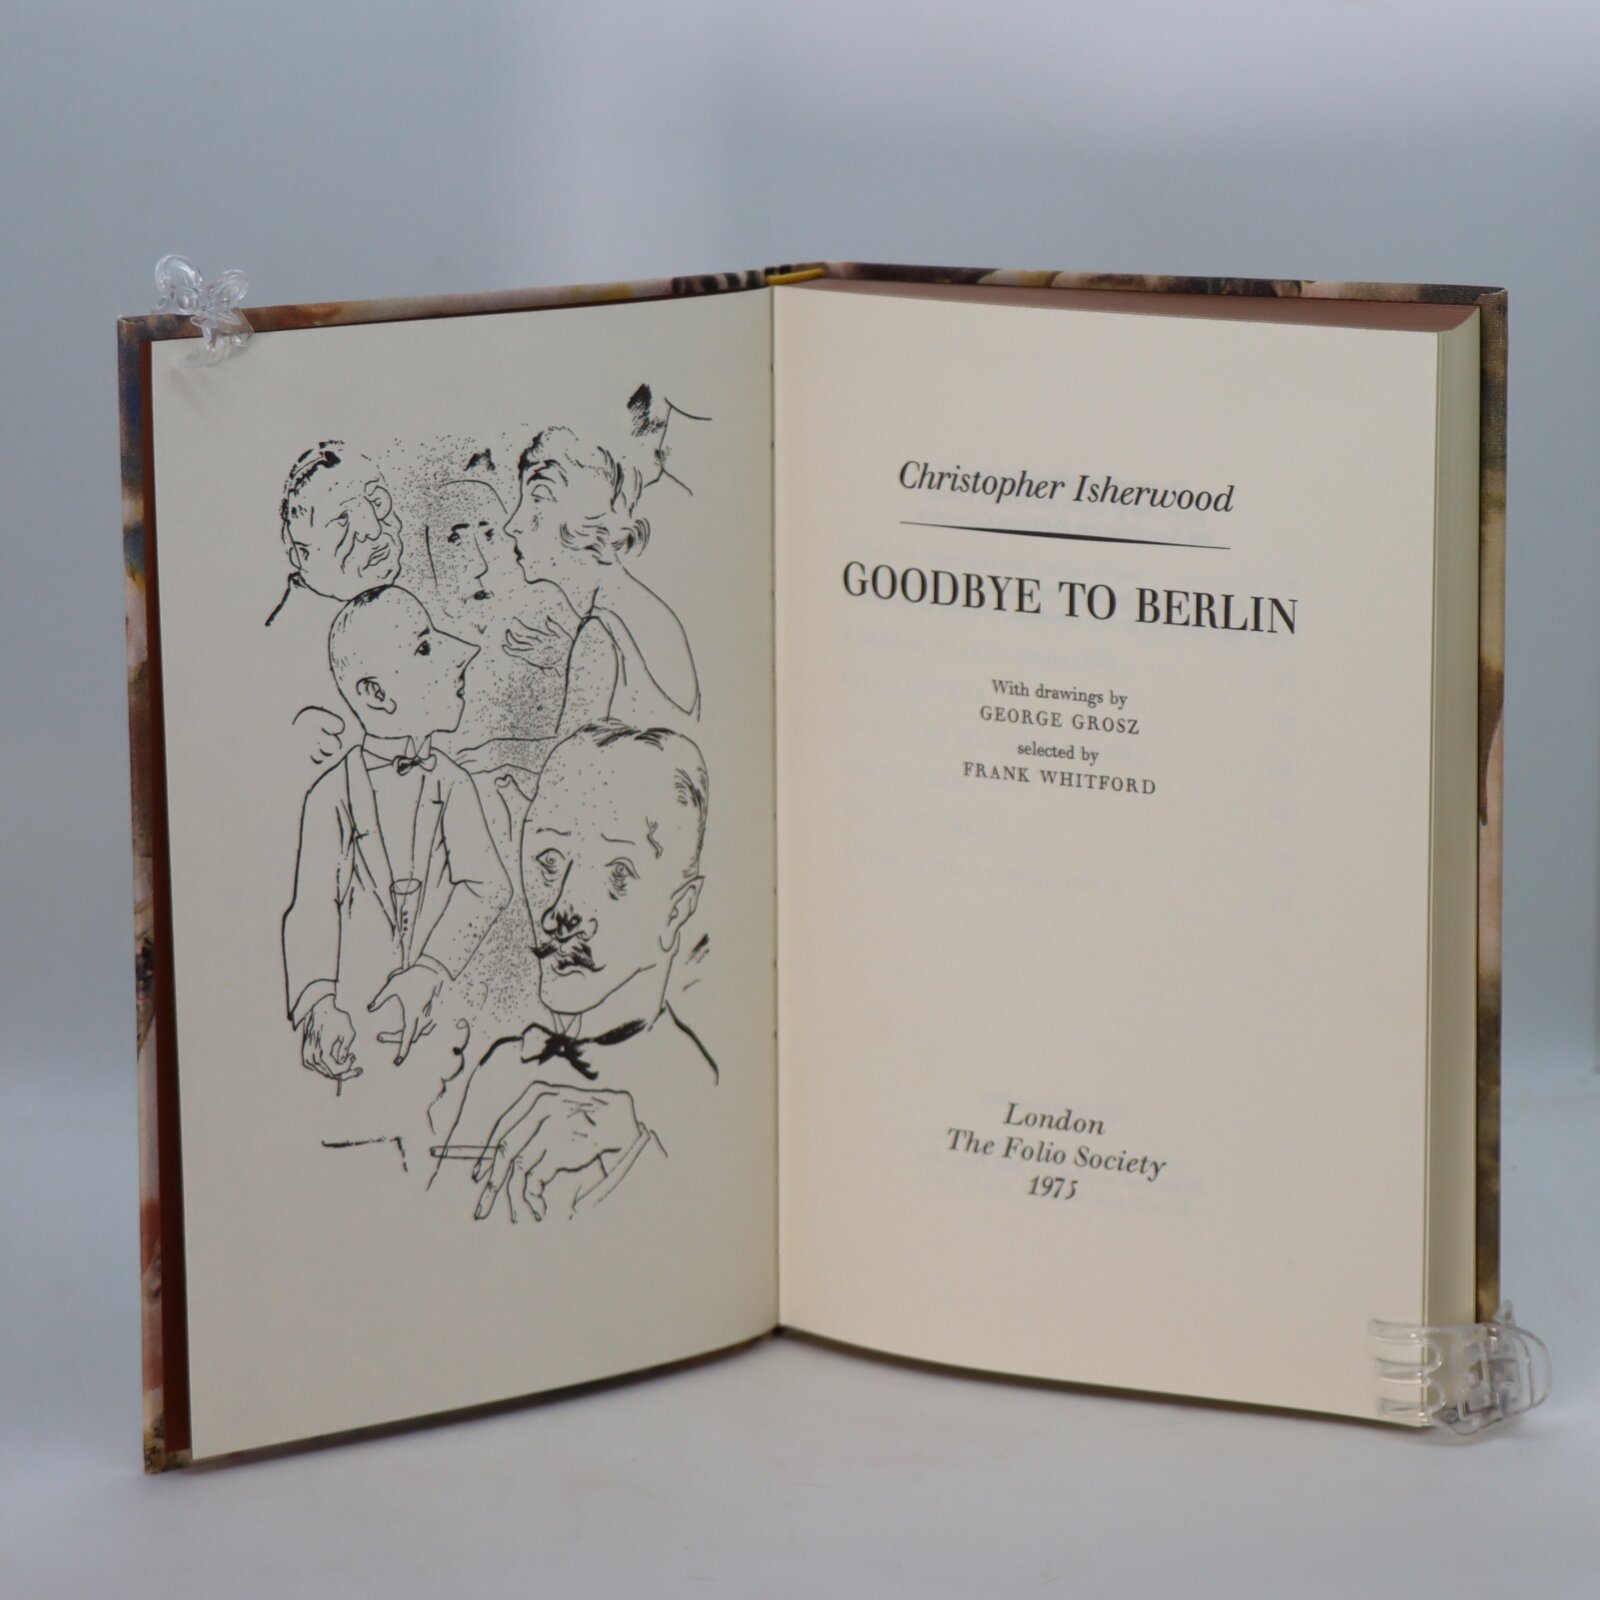 Christopher Isherwood
GOODBYE TO BERLIN
With drawings by
GEORGE GROSZ
selected by
FRANK WHITFORD
London
The Folio Society
1975